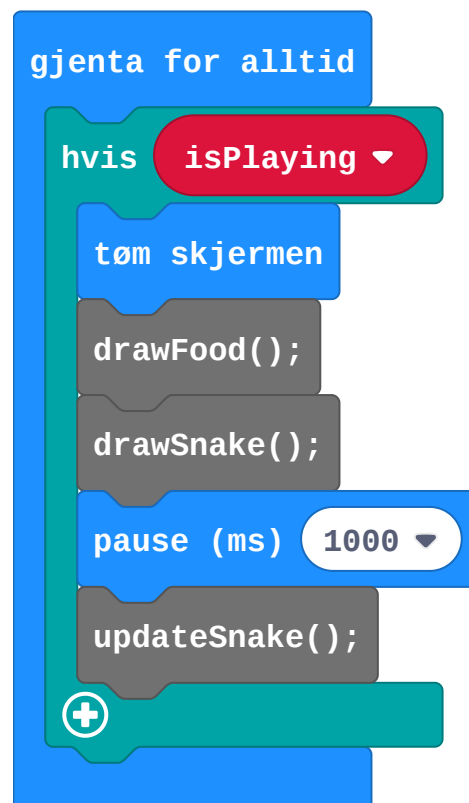 gjenta for alltid
hvis isPlaying
tøm skjermen
drawFood();
drawSnake();
pause (ms) 1000
updateSnake();